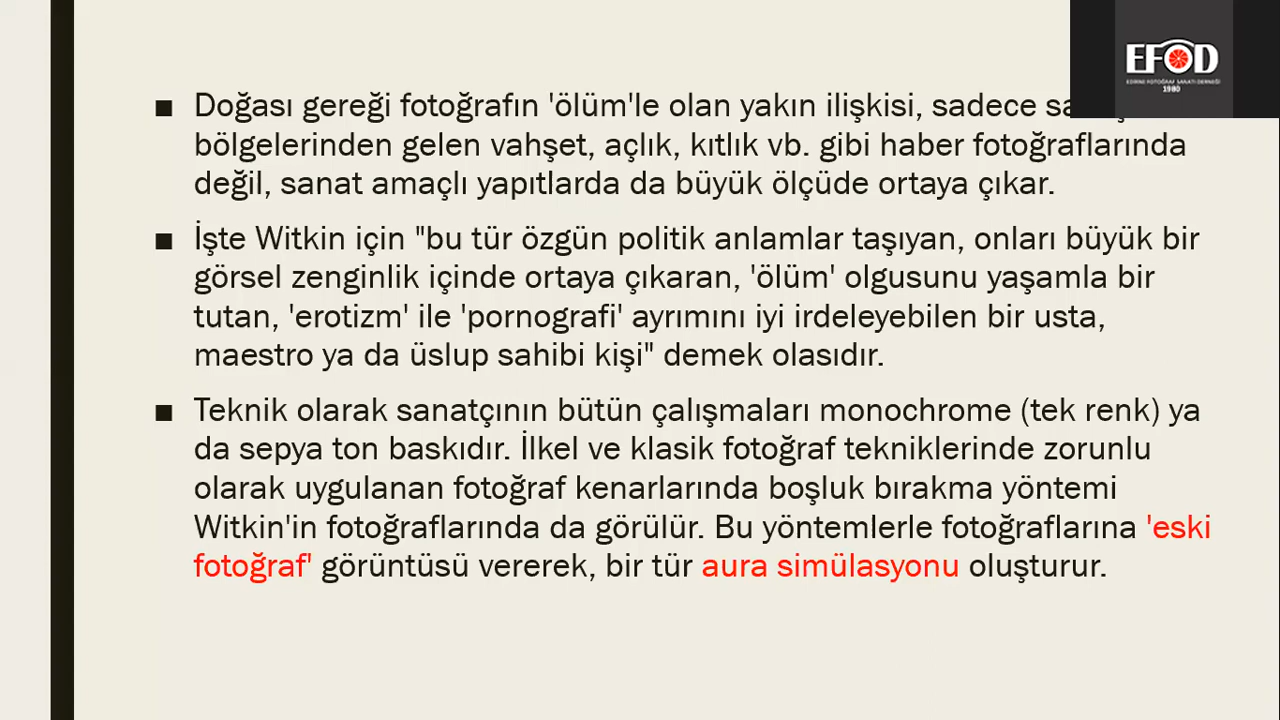 EFOD
EDİRNE FOTOĞRAF SANATI DERNEĞİ
1980
■ Doğası gereği fotoğrafın 'ölüm'le olan yakın ilişkisi, sadece
bölgelerinden gelen vahşet, açlık, kıtlık vb. gibi haber fotoğraflarında
değil, sanat amaçlı yapıtlarda da büyük ölçüde ortaya çıkar.
■ İşte Witkin için "bu tür özgün politik anlamlar taşıyan, onları büyük bir
görsel zenginlik içinde ortaya çıkaran, 'ölüm' olgusunu yaşamla bir
tutan, 'erotizm' ile 'pornografi' ayrımını iyi irdeleyebilen bir usta,
maestro ya da üslup sahibi kişi" demek olasıdır.
■ Teknik olarak sanatçının bütün çalışmaları monochrome (tek renk) ya
da sepya ton baskıdır. İlkel ve klasik fotoğraf tekniklerinde zorunlu
olarak uygulanan fotoğraf kenarlarında boşluk bırakma yöntemi
Witkin'in fotoğraflarında da görülür. Bu yöntemlerle fotoğraflarına 'eski
fotoğraf' görüntüsü vererek, bir tür aura simülasyonu oluşturur.